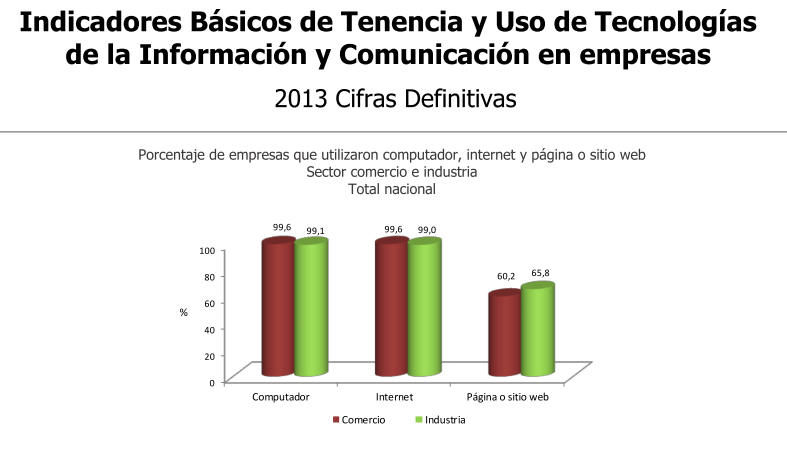 Indicadores Básicos de Tenencia y Uso de Tecnologías
de la Información y Comunicación en empresas
2013 Cifras Definitivas
Porcentaje de empresas que utilizaron computador, internet y página o sitio web
Sector comercio e industria
Total nacional
99,6 99,1 99,6 99,0
60,2 65,8
100
80
60
%
40
20
0
Computador Internet Página o sitio web
Comercio Industria